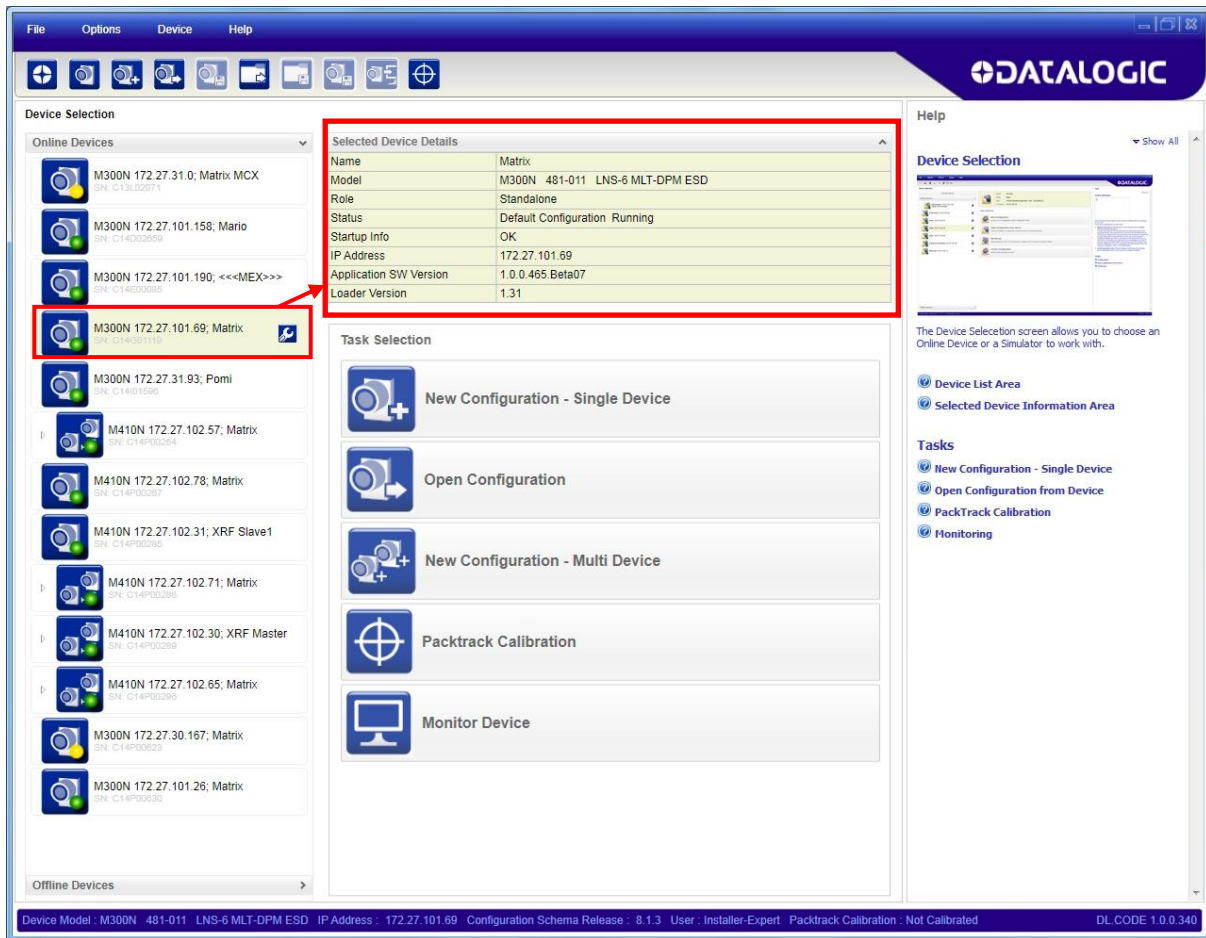 File Options Device Help
DATALOGIC
Device Selection
Online Devices
M300N 172.27.31.0; Matrix MCX
SN: C13L02071
M300N 172.27.101.158; Mario
SN: C14D02659
M300N 172.27.101.190; <<<MEX>>>
SN: C14E00085
M300N 172.27.101.69; Matrix
SN: C14G01119
M300N 172.27.31.93; Pomi
SN: C14I01596
M410N 172.27.102.57; Matrix
SN: C14P00264
M410N 172.27.102.78; Matrix
SN: C14P00267
M410N 172.27.102.31; XRF Slave1
SN: C14P00285
M410N 172.27.102.71; Matrix
SN: C14P00288
M410N 172.27.102.30; XRF Master
SN: C14P00289
M410N 172.27.102.65; Matrix
SN: C14P00296
M300N 172.27.30.167; Matrix
SN: C14P00623
M300N 172.27.101.26; Matrix
SN: C14P00630
Offline Devices
Selected Device Details
Name Matrix
Model M300N 481-011 LNS-6 MLT-DPM ESD
Role Standalone
Status Default Configuration Running
Startup Info OK
IP Address 172.27.101.69
Application SW Version 1.0.0.465.Beta07
Loader Version 1.31
Task Selection
New Configuration - Single Device
Open Configuration
New Configuration - Multi Device
Packtrack Calibration
Monitor Device
Help
Show All
Device Selection
The Device Selecetion screen allows you to choose an
Online Device or a Simulator to work with.
Device List Area
Selected Device Information Area
Tasks
New Configuration - Single Device
Open Configuration from Device
PackTrack Calibration
Monitoring
Device Model : M300N 481-011 LNS-6 MLT-DPM ESD IP Address : 172.27.101.69 Configuration Schema Release : 8.1.3 User : Installer-Expert Packtrack Calibration : Not Calibrated DL.CODE 1.0.0.340